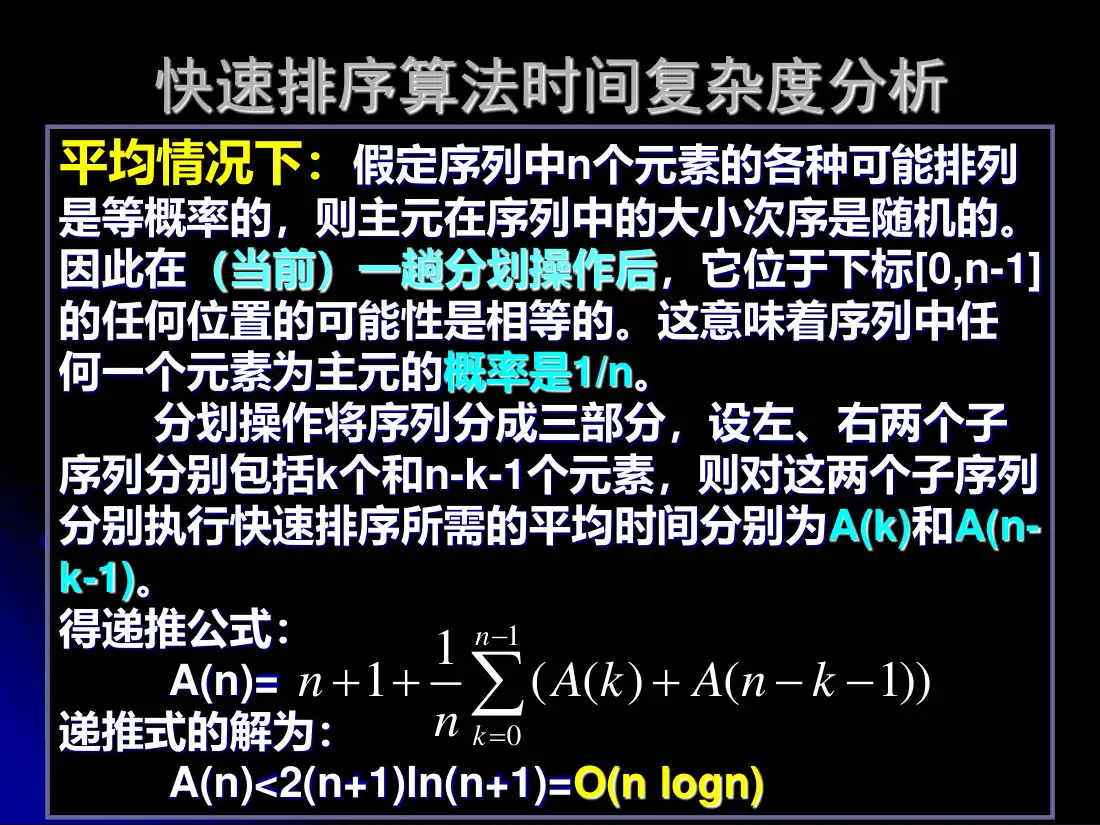 快速排序算法时间复杂度分析
平均情况下：假定序列中n个元素的各种可能排列
是等概率的，则主元在序列中的大小次序是随机的。
因此在（当前）一趟分划操作后，它位于下标[0,n-1]
的任何位置的可能性是相等的。这意味着序列中任
何一个元素为主元的概率是1/n。
分划操作将序列分成三部分，设左、右两个子
序列分别包括k个和n-k-1个元素，则对这两个子序列
分别执行快速排序所需的平均时间分别为A(k)和A(n-
k-1)。
得递推公式：
A(n)= n+1+\frac{1}{n}\sum_{k=0}^{n-1}(A(k)+A(n-k-1))
递推式的解为：
A(n)<2(n+1)ln(n+1)=O(n logn)